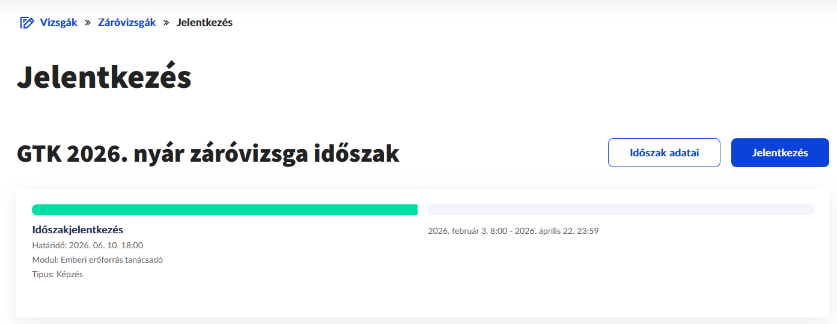 Vizsgák » Záróvizsgák » Jelentkezés
Jelentkezés
GTK 2026. nyár záróvizsga időszak
Időszak adatai
Jelentkezés
Időszakjelentkezés
Határidő: 2026. 06. 10. 18:00
Modul: Emberi erőforrás tanácsadó
Típus: Képzés
2026. február 3. 8:00 - 2026. április 22. 23:59